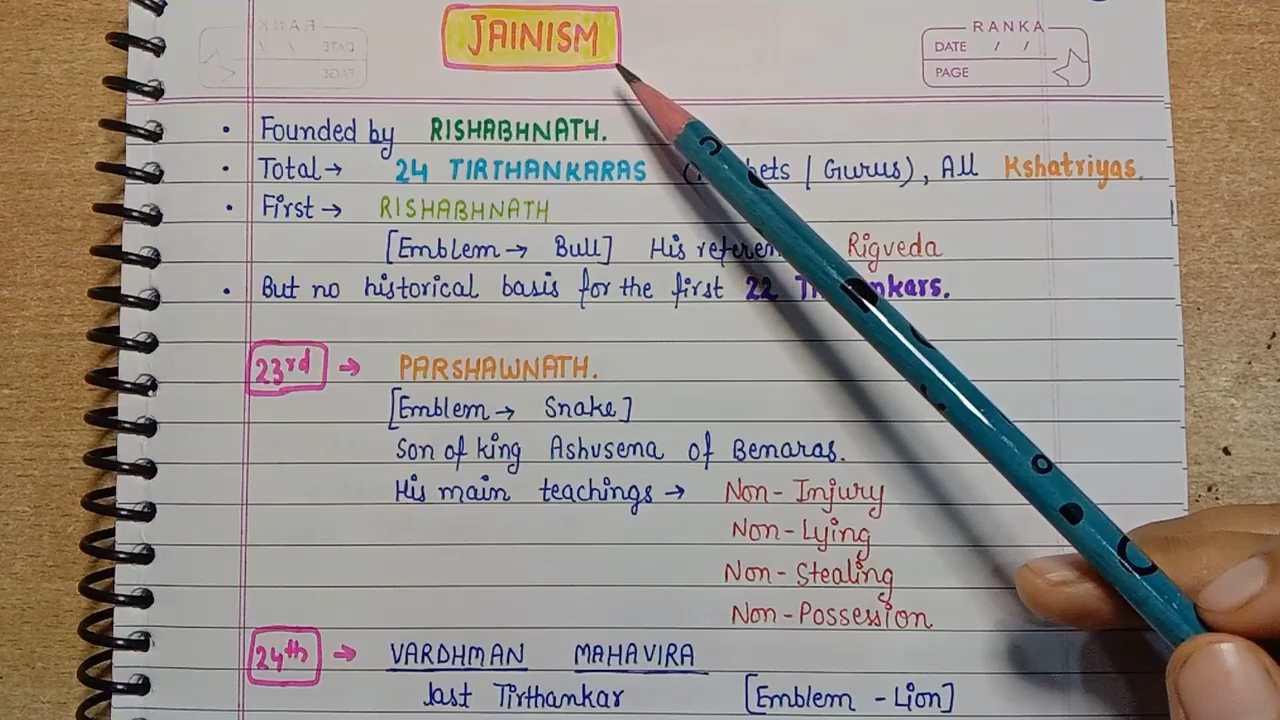 JAINISM
RANKA
DATE / /
PAGE
• Founded by RISHABHNATH.
• Total → 24 TIRTHANKARAS ( / Gurus), All Kshatriyas.
• First → RISHABHNATH
[Emblem → Bull] His Rigveda
• But no historical basis for the first 22
23rd → PARSHAWNATH.
[Emblem → Snake]
Son of king Ashvsena of Benaras.
His main teachings → Non-Injury
Non-Lying
Non-Stealing
Non-Possession
24th → VARDHMAN MAHAVIRA
last Tirthankar [Emblem - Lion]